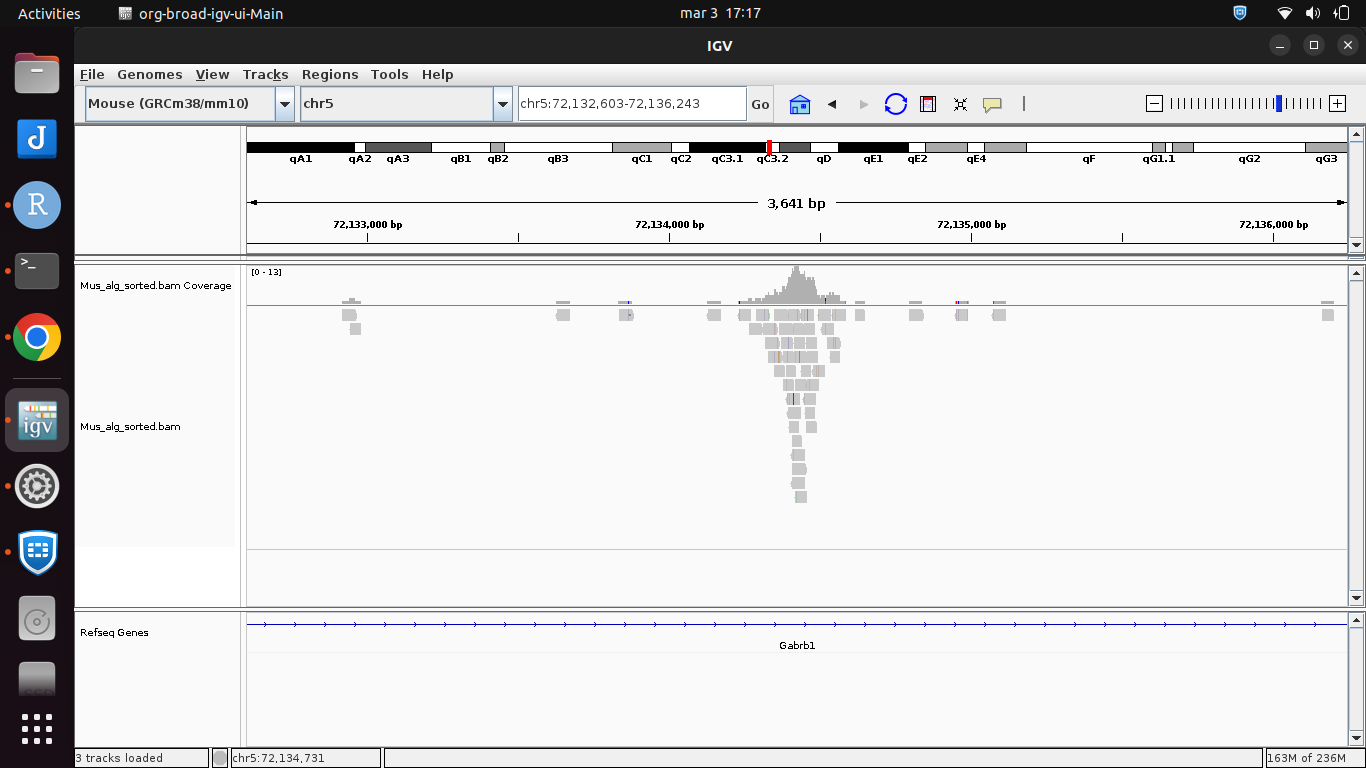 Activities org-broad-igv-ui-Main mar 3 17:17
IGV
File Genomes View Tracks Regions Tools Help
Mouse (GRCm38/mm10) chr5 chr5:72,132,603-72,136,243 Go
qA1 qA2 qA3 qB1 qB2 qB3 qC1 qC2 qC3.1 qC3.2 qD qE1 qE2 qE4 qF qG1.1 qG2 qG3
3,641 bp
72,133,000 bp 72,134,000 bp 72,135,000 bp 72,136,000 bp
[0 - 13]
Mus_alg_sorted.bam Coverage
Mus_alg_sorted.bam
Refseq Genes
Gabrb1
3 tracks loaded chr5:72,134,731 163M of 236M
J
R
>_
igv